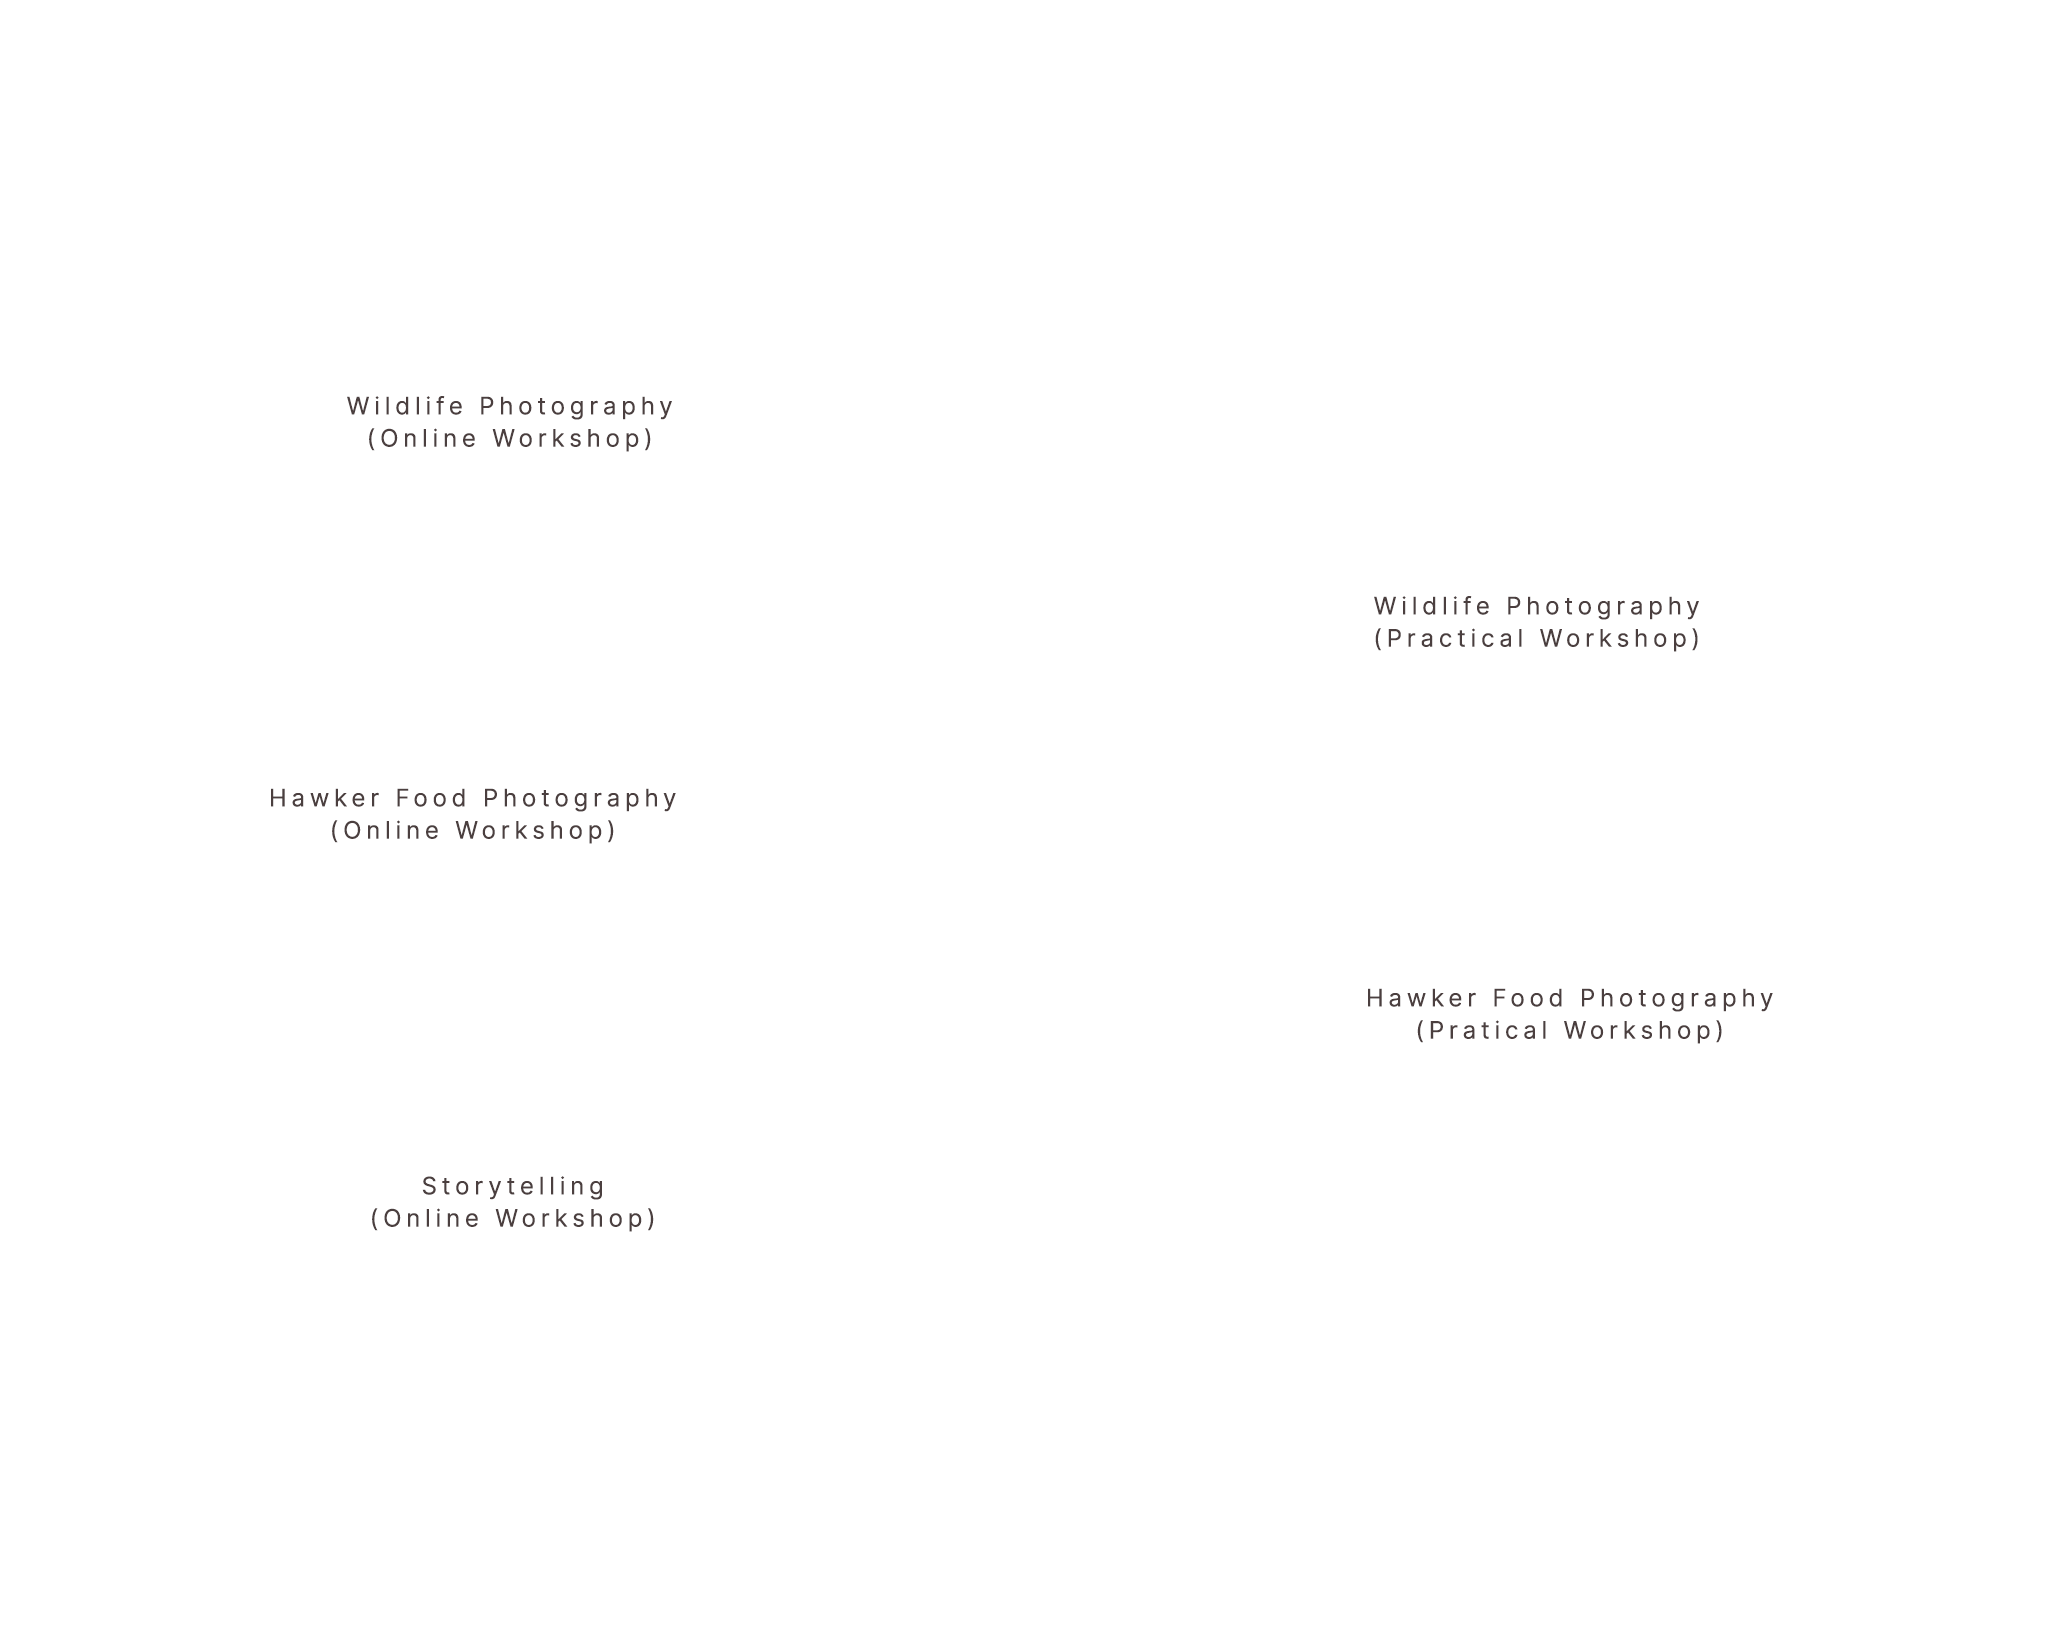 Wildlife Photography
(Online Workshop)
Wildlife Photography
(Practical Workshop)
Hawker Food Photography
(Online Workshop)
Hawker Food Photography
(Pratical Workshop)
Storytelling
(Online Workshop)